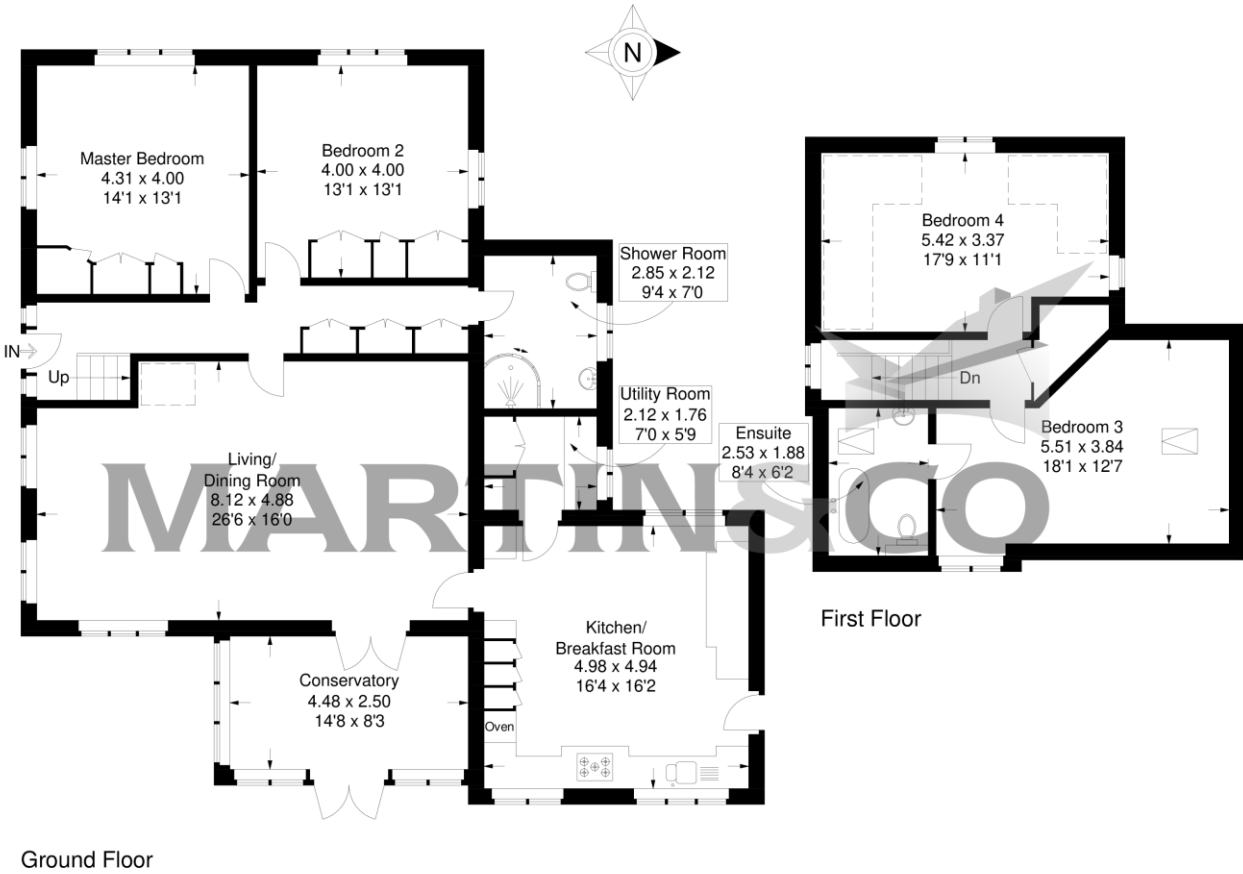 N
Master Bedroom
4.31 x 4.00
14'1 x 13'1
Bedroom 2
4.00 x 4.00
13'1 x 13'1
Shower Room
2.85 x 2.12
9'4 x 7'0
IN
Up
Utility Room
2.12 x 1.76
7'0 x 5'9
Living/
Dining Room
8.12 x 4.88
26'6 x 16'0
Kitchen/
Breakfast Room
4.98 x 4.94
16'4 x 16'2
Oven
Conservatory
4.48 x 2.50
14'8 x 8'3
Ground Floor
Bedroom 4
5.42 x 3.37
17'9 x 11'1
Dn
Ensuite
2.53 x 1.88
8'4 x 6'2
Bedroom 3
5.51 x 3.84
18'1 x 12'7
First Floor
MARTIN&CO